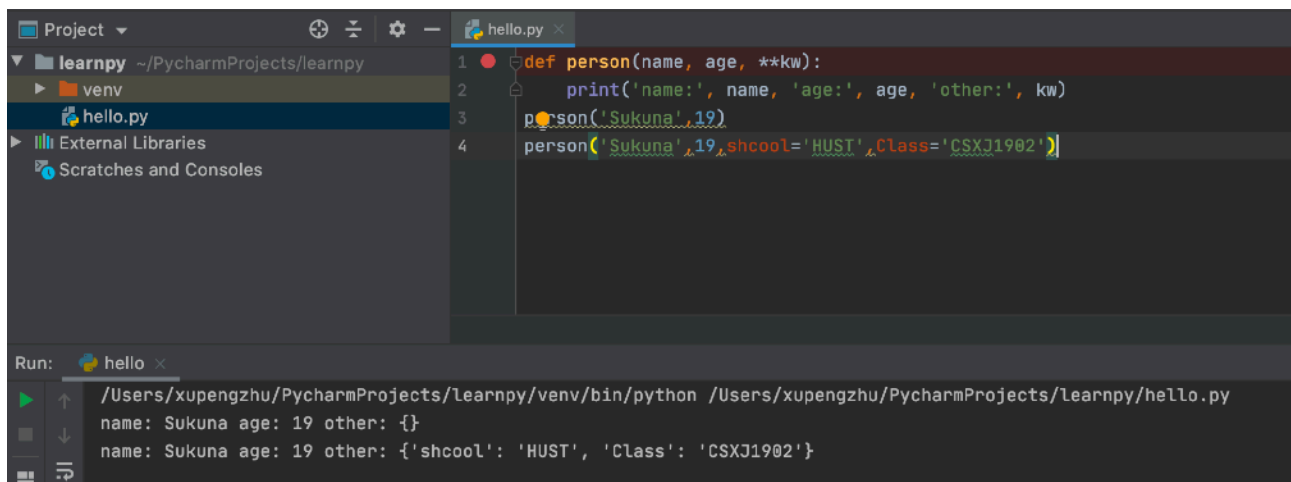 Project
hello.py
learnpy ~/PycharmProjects/learnpy
venv
hello.py
External Libraries
Scratches and Consoles
1 def person(name, age, **kw):
2 print('name:', name, 'age:', age, 'other:', kw)
3 person('Sukuna',19)
4 person('Sukuna',19,shcool='HUST',Class='CSXJ1902')
Run: hello
/Users/xupengzhu/PycharmProjects/learnpy/venv/bin/python /Users/xupengzhu/PycharmProjects/learnpy/hello.py
name: Sukuna age: 19 other: {}
name: Sukuna age: 19 other: {'shcool': 'HUST', 'Class': 'CSXJ1902'}